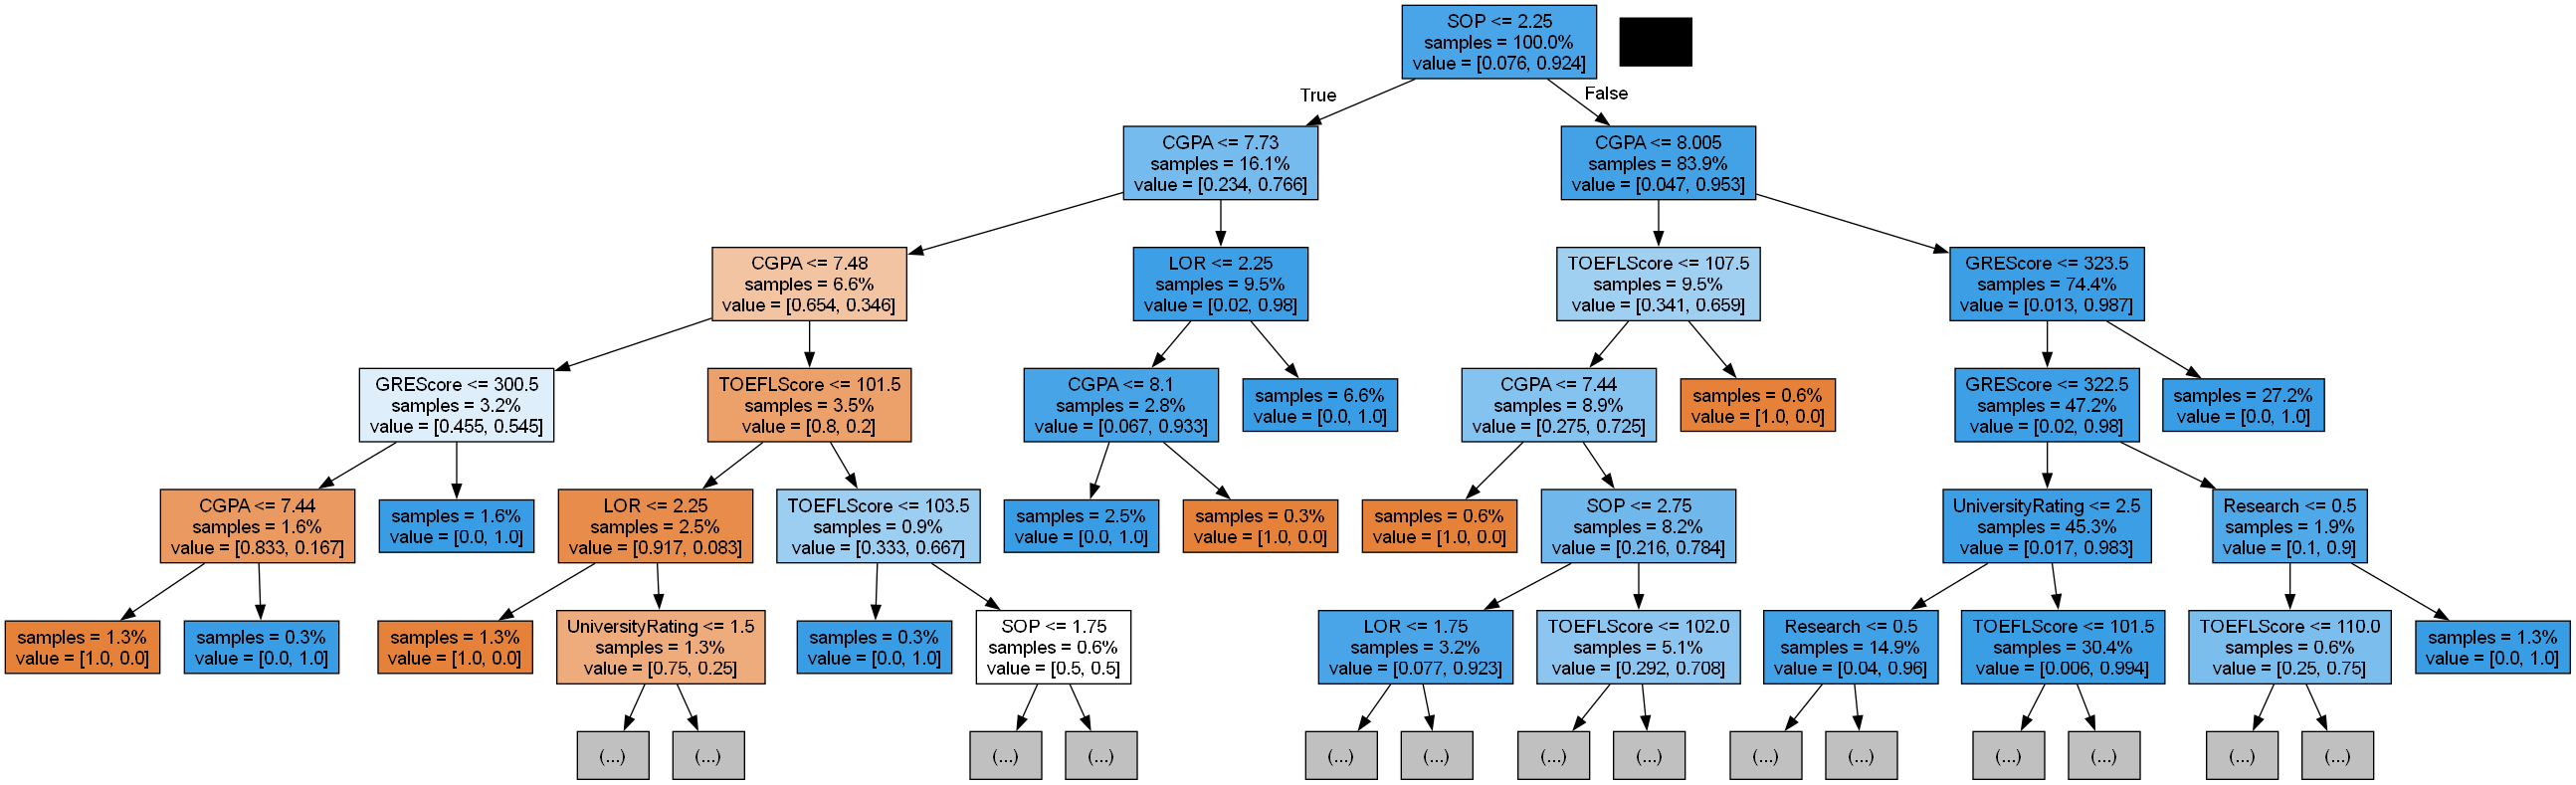 SOP <= 2.25
samples = 100.0%
value = [0.076, 0.924]
True
False
CGPA <= 7.73
samples = 16.1%
value = [0.234, 0.766]
CGPA <= 8.005
samples = 83.9%
value = [0.047, 0.953]
CGPA <= 7.48
samples = 6.6%
value = [0.654, 0.346]
LOR <= 2.25
samples = 9.5%
value = [0.02, 0.98]
TOEFLScore <= 107.5
samples = 9.5%
value = [0.341, 0.659]
GREScore <= 323.5
samples = 74.4%
value = [0.013, 0.987]
GREScore <= 300.5
samples = 3.2%
value = [0.455, 0.545]
TOEFLScore <= 101.5
samples = 3.5%
value = [0.8, 0.2]
CGPA <= 8.1
samples = 2.8%
value = [0.067, 0.933]
samples = 6.6%
value = [0.0, 1.0]
CGPA <= 7.44
samples = 8.9%
value = [0.275, 0.725]
samples = 0.6%
value = [1.0, 0.0]
GREScore <= 322.5
samples = 47.2%
value = [0.02, 0.98]
samples = 27.2%
value = [0.0, 1.0]
CGPA <= 7.44
samples = 1.6%
value = [0.833, 0.167]
samples = 1.6%
value = [0.0, 1.0]
LOR <= 2.25
samples = 2.5%
value = [0.917, 0.083]
TOEFLScore <= 103.5
samples = 0.9%
value = [0.333, 0.667]
samples = 2.5%
value = [0.0, 1.0]
samples = 0.3%
value = [1.0, 0.0]
samples = 0.6%
value = [1.0, 0.0]
SOP <= 2.75
samples = 8.2%
value = [0.216, 0.784]
UniversityRating <= 2.5
samples = 45.3%
value = [0.017, 0.983]
Research <= 0.5
samples = 1.9%
value = [0.1, 0.9]
samples = 1.3%
value = [1.0, 0.0]
samples = 0.3%
value = [0.0, 1.0]
samples = 1.3%
value = [1.0, 0.0]
UniversityRating <= 1.5
samples = 1.3%
value = [0.75, 0.25]
samples = 0.3%
value = [0.0, 1.0]
SOP <= 1.75
samples = 0.6%
value = [0.5, 0.5]
LOR <= 1.75
samples = 3.2%
value = [0.077, 0.923]
TOEFLScore <= 102.0
samples = 5.1%
value = [0.292, 0.708]
Research <= 0.5
samples = 14.9%
value = [0.04, 0.96]
TOEFLScore <= 101.5
samples = 30.4%
value = [0.006, 0.994]
TOEFLScore <= 110.0
samples = 0.6%
value = [0.25, 0.75]
samples = 1.3%
value = [0.0, 1.0]
(...)
(...)
(...)
(...)
(...)
(...)
(...)
(...)
(...)
(...)
(...)
(...)
(...)
(...)